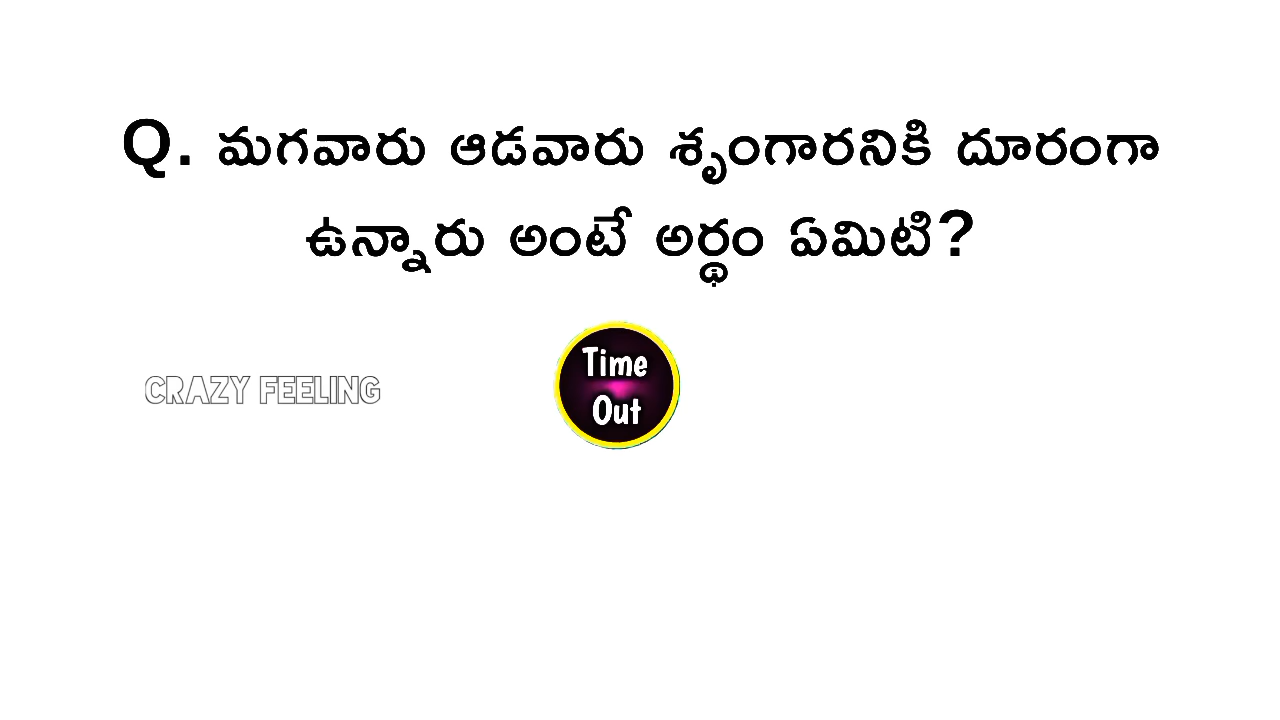 Q. మగవారు ఆడవారు శృంగారనికి దూరంగా
ఉన్నారు అంటే అర్థం ఏమిటి?
Time
Out
CRAZY FEELING